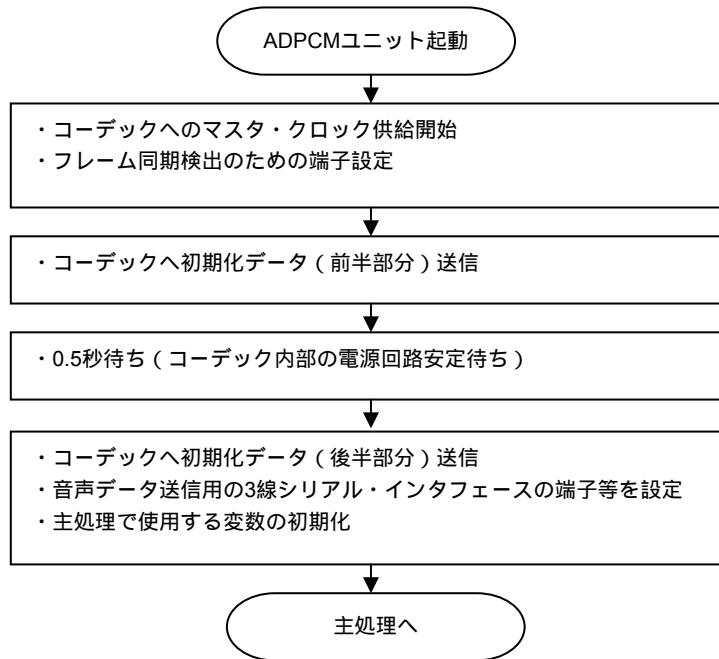 ADPCMユニット起動
・コーデックへのマスタ・クロック供給開始
・フレーム同期検出のための端子設定
・コーデックへ初期化データ（前半部分）送信
・0.5秒待ち（コーデック内部の電源回路安定待ち）
・コーデックへ初期化データ（後半部分）送信
・音声データ送信用の3線シリアル・インタフェースの端子等を設定
・主処理で使用する変数の初期化
主処理へ